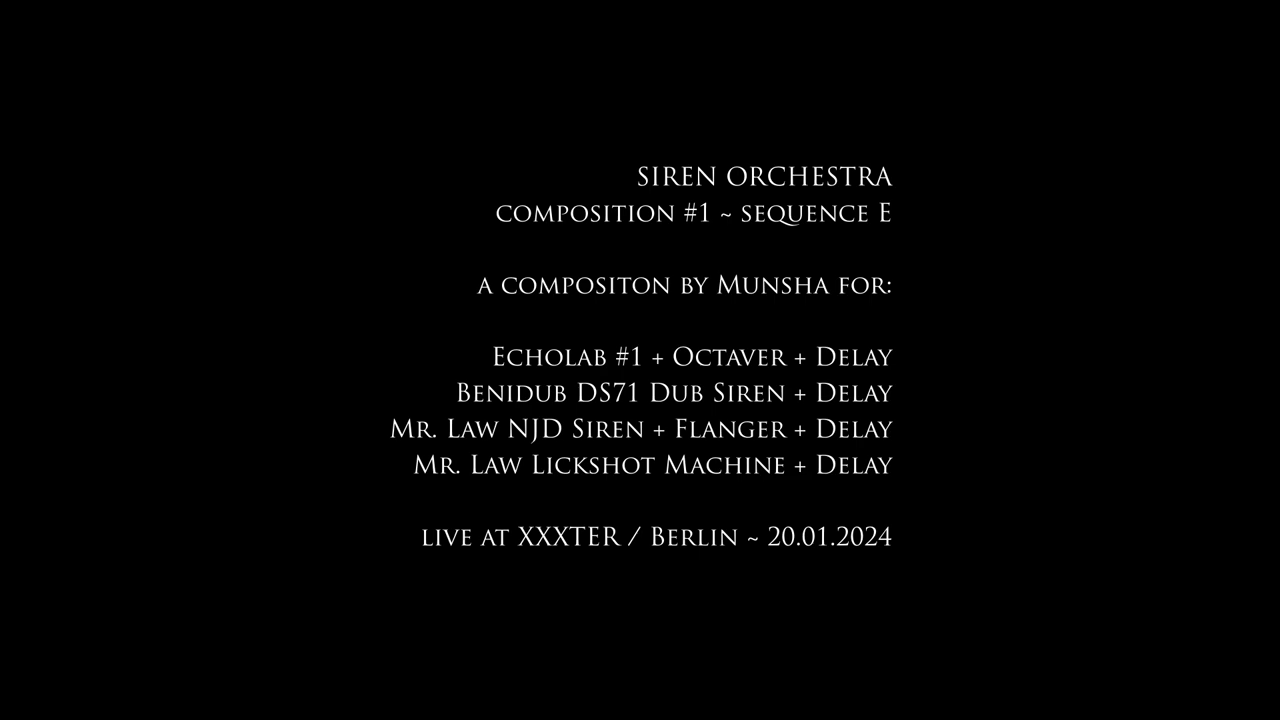 SIREN ORCHESTRA
COMPOSITION #1 ~ SEQUENCE E
A COMPOSITON BY MUNSHA FOR:
ECHOLAB #1 + OCTAVER + DELAY
BENIDUB DS71 DUB SIREN + DELAY
MR. LAW NJD SIREN + FLANGER + DELAY
MR. LAW LICKSHOT MACHINE + DELAY
LIVE AT XXXTER / BERLIN ~ 20.01.2024